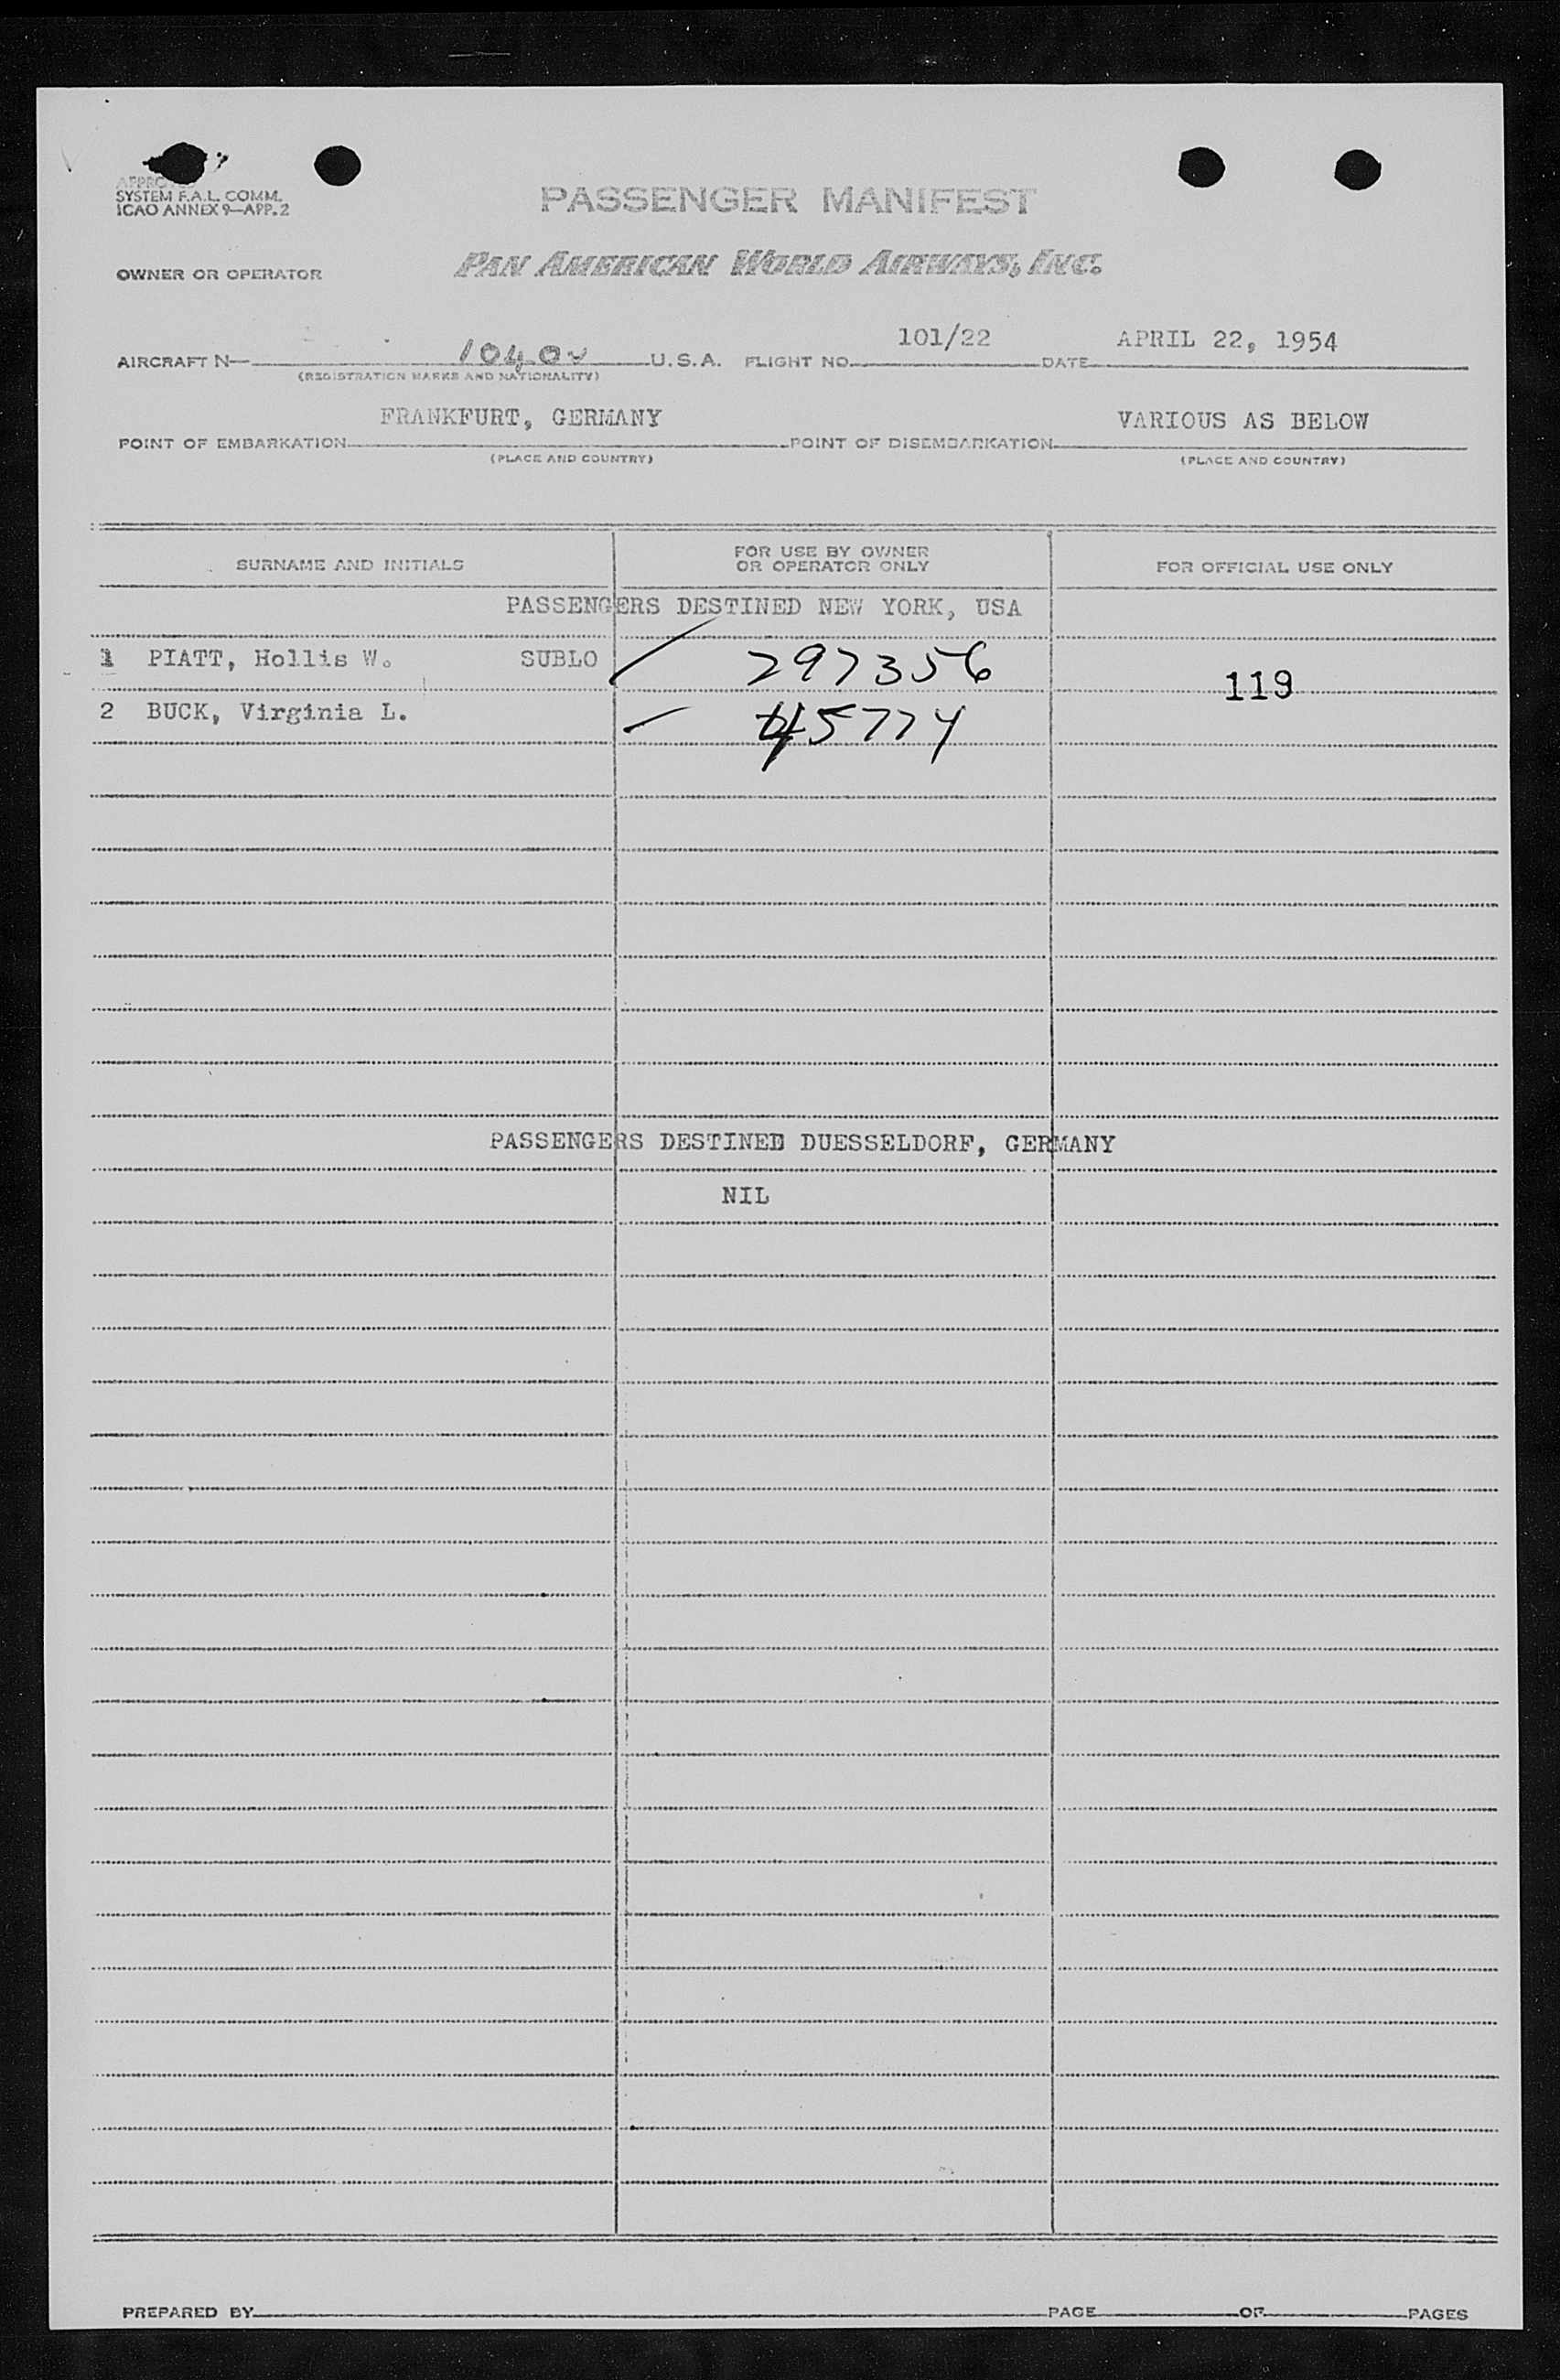 APPROVED
SYSTEM F.A.L. COMM.
ICAO ANNEX 9—APP. 2
PASSENGER MANIFEST
OWNER OR OPERATOR PAN AMERICAN WORLD AIRWAYS, INC.
AIRCRAFT N— 1040V U.S.A. FLIGHT NO. 101/22 DATE APRIL 22, 1954
(REGISTRATION MARKS AND NATIONALITY)
POINT OF EMBARKATION FRANKFURT, GERMANY POINT OF DISEMBARKATION VARIOUS AS BELOW
(PLACE AND COUNTRY) (PLACE AND COUNTRY)
SURNAME AND INITIALS FOR USE BY OWNER OR OPERATOR ONLY FOR OFFICIAL USE ONLY
PASSENGERS DESTINED NEW YORK, USA
1 PIATT, Hollis W. SUBLO 297356 119
2 BUCK, Virginia L. 45774
PASSENGERS DESTINED DUESSELDORF, GERMANY
NIL
PREPARED BY PAGE OF PAGES